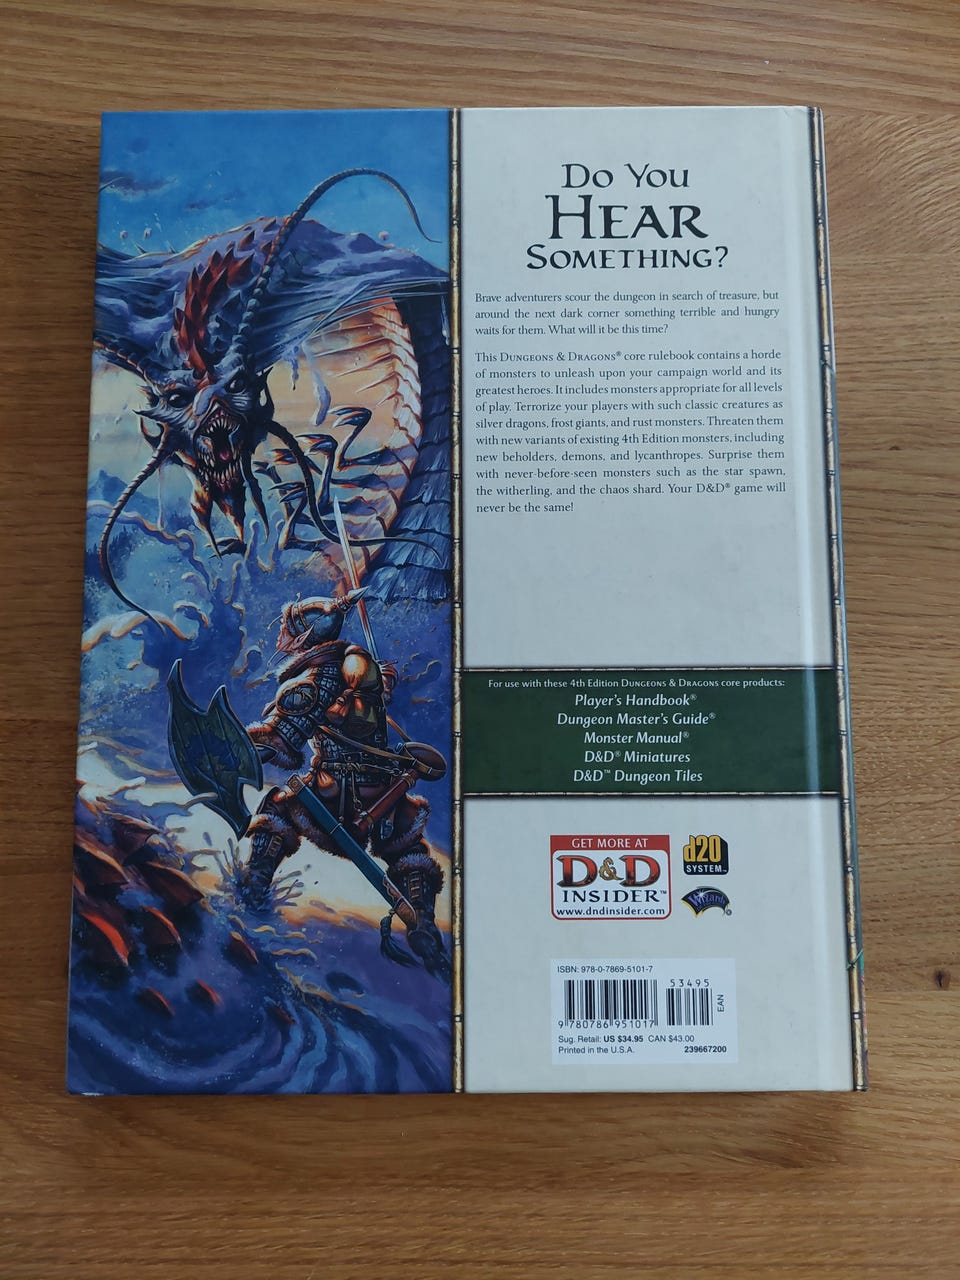 Do You
Hear
Something?
Brave adventurers scour the dungeon in search of treasure, but
around the next dark corner something terrible and hungry
waits for them. What will it be this time?
This Dungeons & Dragons® core rulebook contains a horde
of monsters to unleash upon your campaign world and its
greatest heroes. It includes monsters appropriate for all levels
of play. Terrorize your players with such classic creatures as
silver dragons, frost giants, and rust monsters. Threaten them
with new variants of existing 4th Edition monsters, including
new beholders, demons, and lycanthropes. Surprise them
with never-before-seen monsters such as the star spawn,
the witherling, and the chaos shard. Your D&D® game will
never be the same!
For use with these 4th Edition Dungeons & Dragons core products:
Player's Handbook®
Dungeon Master's Guide®
Monster Manual®
D&D® Miniatures
D&D™ Dungeon Tiles
GET MORE AT
D&D
INSIDER™
www.dndinsider.com
d20
SYSTEM™
Wizards ®
ISBN: 978-0-7869-5101-7
53495
EAN
9 780786 951017
Sug. Retail: US $34.95 CAN $43.00
Printed in the U.S.A. 239667200